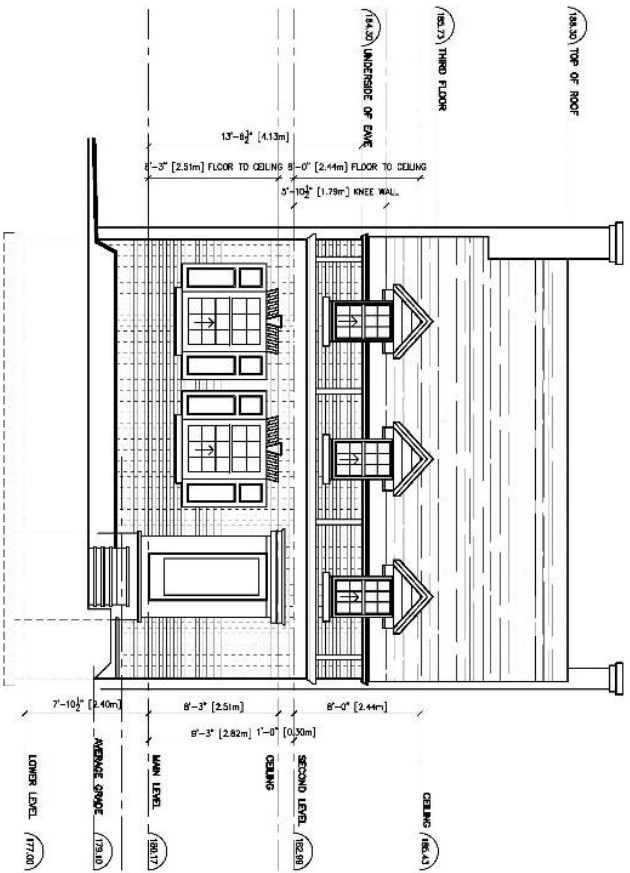 188.30 TOP OF ROOF
185.73 THIRD FLOOR
184.30 UNDERSIDE OF EAVE
13'-6½" [4.13m]
8'-3" [2.51m] FLOOR TO CEILING
8'-0" [2.44m] FLOOR TO CEILING
5'-10½" [1.79m] KNEE WALL
7'-10½" [2.40m]
8'-3" [2.51m]
8'-0" [2.44m]
9'-3" [2.82m]
1'-0" [0.30m]
CEILING 185.43
SECOND LEVEL 182.99
CEILING
MAIN LEVEL 180.17
AVERAGE GRADE 179.10
LOWER LEVEL 177.00